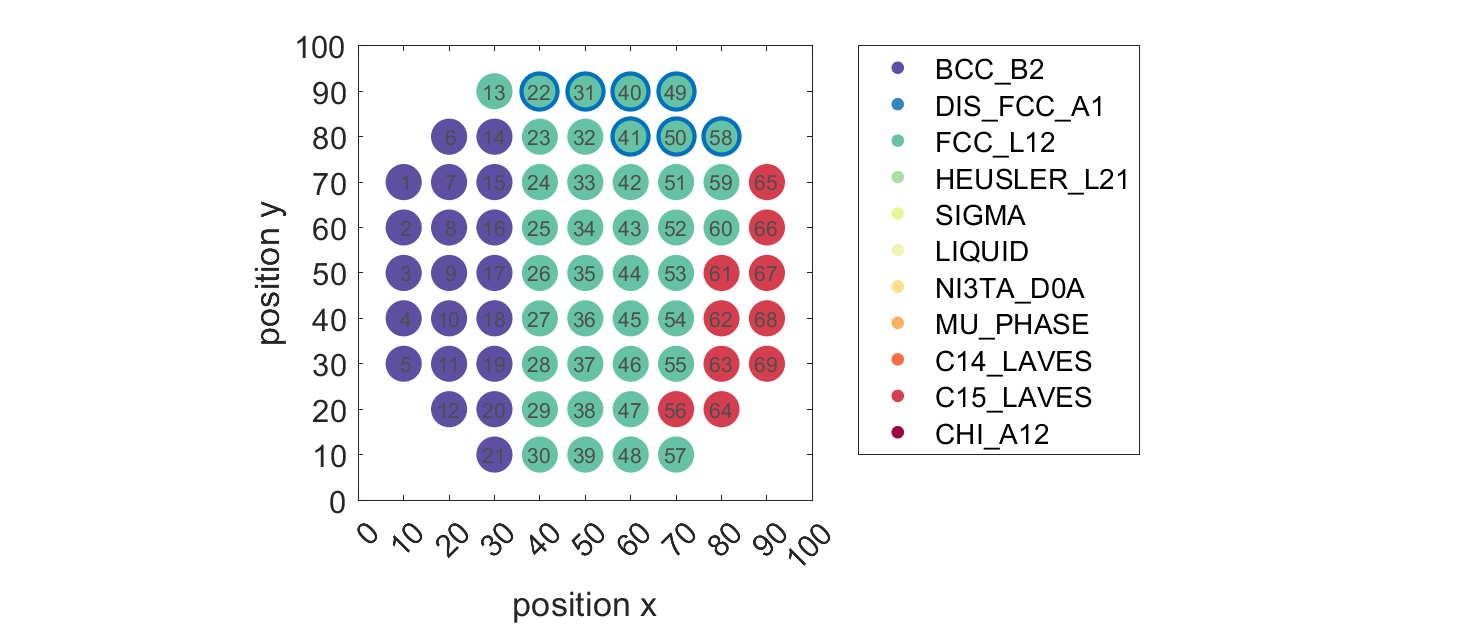 100
90
80
70
60
50
40
30
20
10
0
position y
13 22 31 40 49
6 14 23 32 41 50 58
1 7 15 24 33 42 51 59 65
2 8 16 25 34 43 52 60 66
3 9 17 26 35 44 53 61 67
4 10 18 27 36 45 54 62 68
5 11 19 28 37 46 55 63 69
12 20 29 38 47 56 64
21 30 39 48 57
0 10 20 30 40 50 60 70 80 90 100
position x
BCC_B2
DIS_FCC_A1
FCC_L12
HEUSLER_L21
SIGMA
LIQUID
NI3TA_D0A
MU_PHASE
C14_LAVES
C15_LAVES
CHI_A12